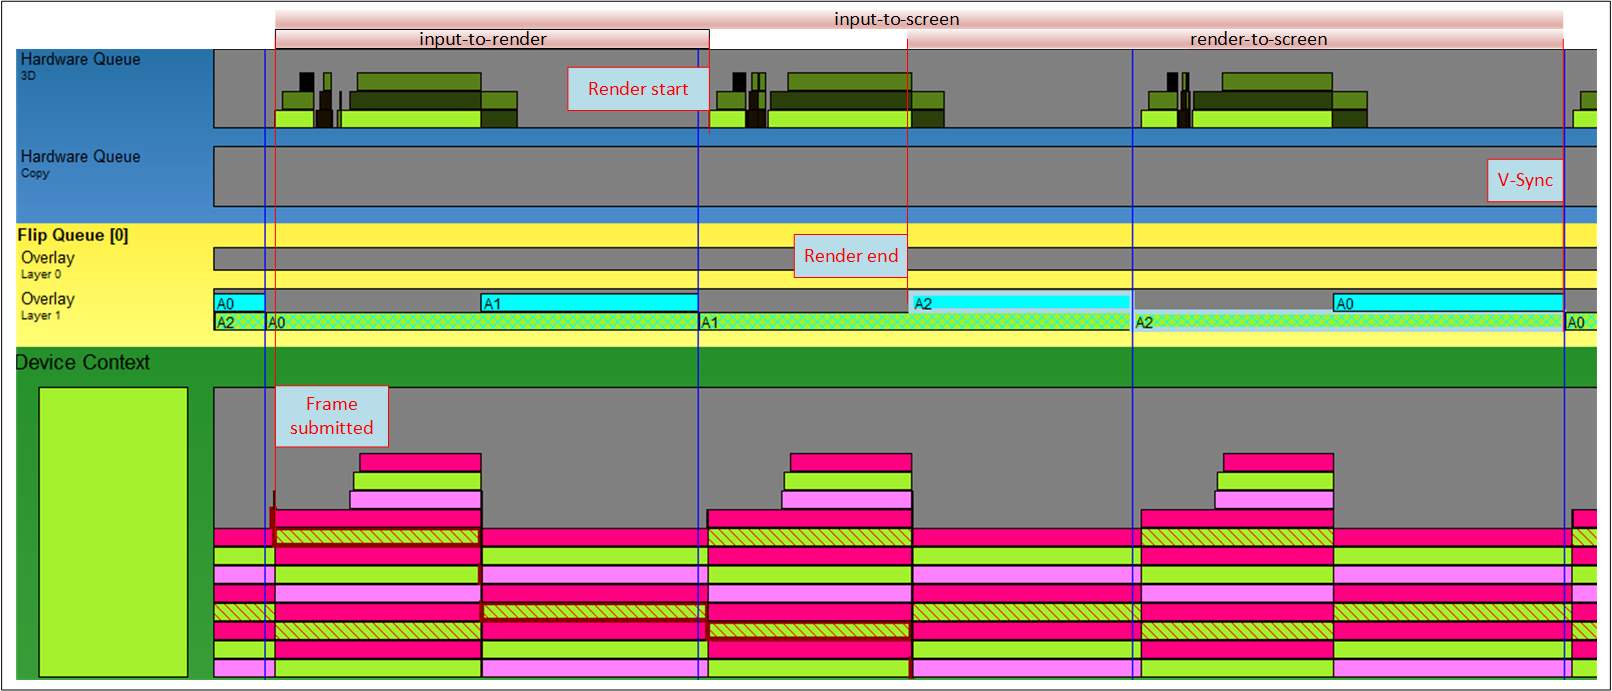 input-to-screen
input-to-render
render-to-screen
Hardware Queue
3D
Render start
Hardware Queue
Copy
V-Sync
Flip Queue [0]
Overlay
Layer 0
Render end
Overlay
Layer 1
A0
A1
A2
A0
A2
A0
A1
A2
A0
Device Context
Frame
submitted